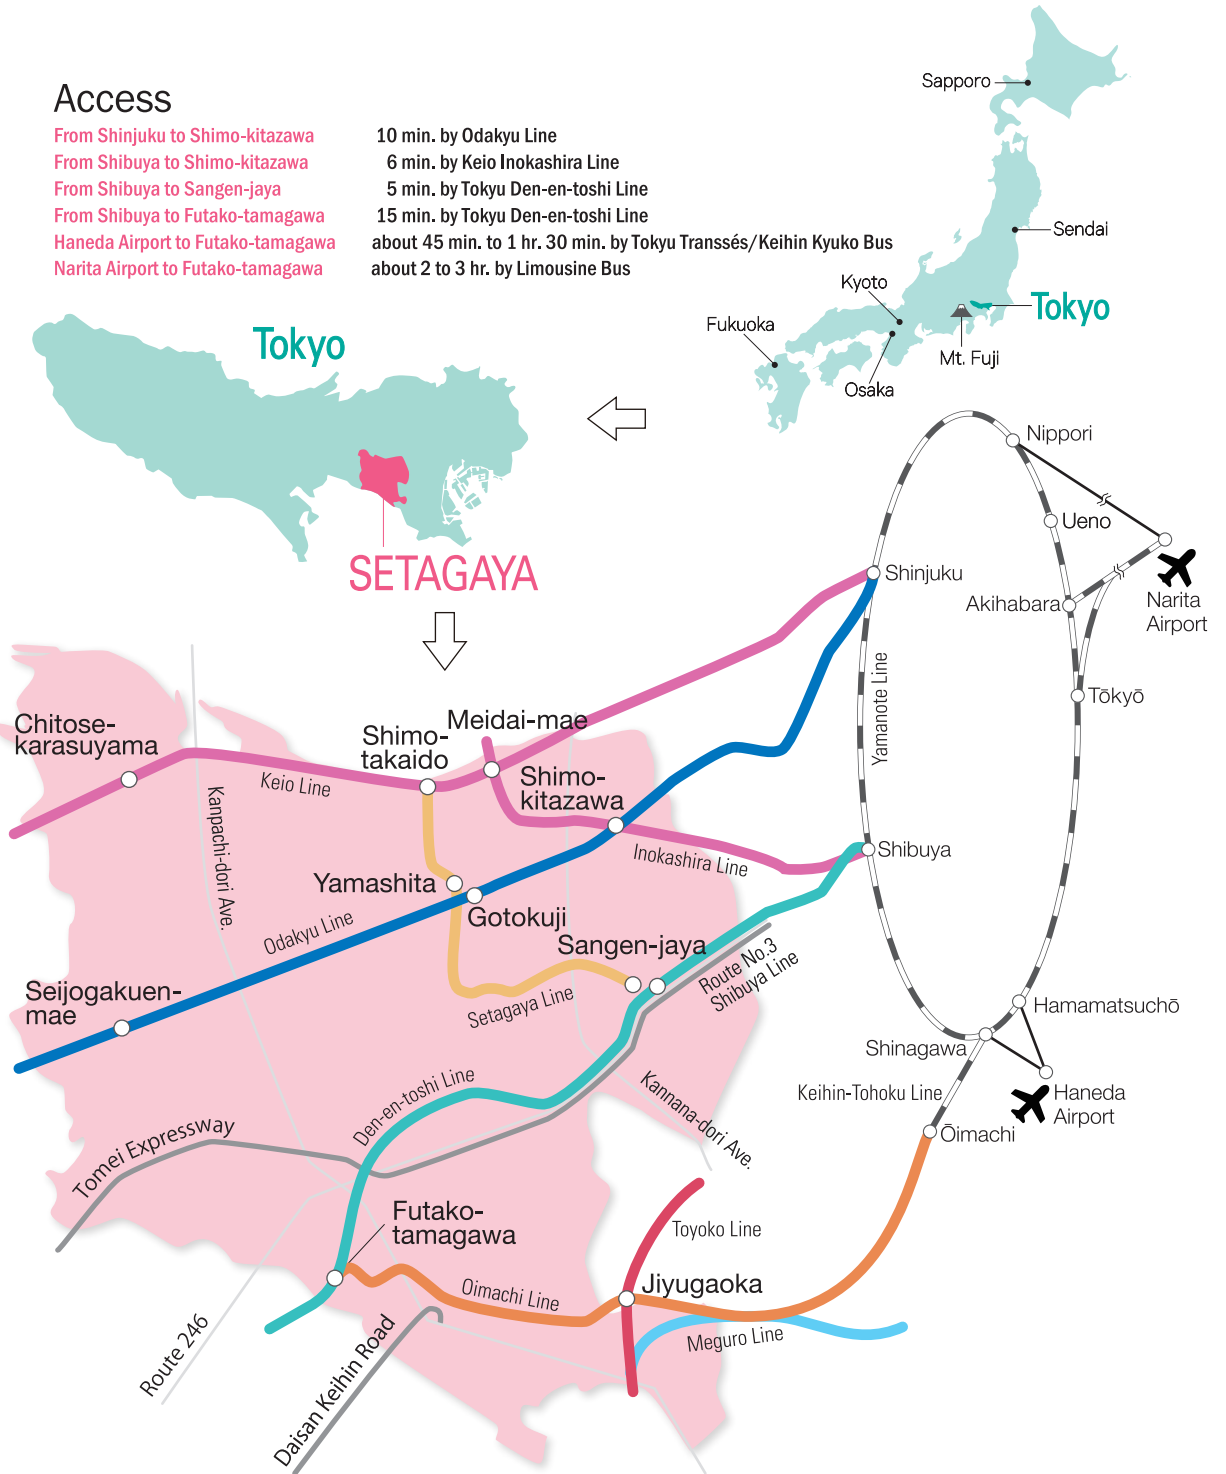 Access
From Shinjuku to Shimo-kitazawa 10 min. by Odakyu Line
From Shibuya to Shimo-kitazawa 6 min. by Keio Inokashira Line
From Shibuya to Sangen-jaya 5 min. by Tokyu Den-en-toshi Line
From Shibuya to Futako-tamagawa 15 min. by Tokyu Den-en-toshi Line
Haneda Airport to Futako-tamagawa about 45 min. to 1 hr. 30 min. by Tokyu Transsés/Keihin Kyuko Bus
Narita Airport to Futako-tamagawa about 2 to 3 hr. by Limousine Bus
Sapporo
Sendai
Kyoto
Tokyo
Fukuoka
Mt. Fuji
Osaka
Tokyo
SETAGAYA
Nippori
Ueno
Shinjuku
Akihabara
Narita
Airport
Tōkyō
Yamanote Line
Chitose-
karasuyama
Shimo-
takaido
Meidai-mae
Keio Line
Shimo-
kitazawa
Kanpachi-dori Ave.
Inokashira Line
Shibuya
Yamashita
Gotokuji
Odakyu Line
Sangen-jaya
Route No.3
Shibuya Line
Seijogakuen-
mae
Setagaya Line
Hamamatsuchō
Shinagawa
Keihin-Tohoku Line
Haneda
Airport
Ōimachi
Den-en-toshi Line
Kannana-dori Ave.
Tomei Expressway
Futako-
tamagawa
Toyoko Line
Jiyugaoka
Oimachi Line
Meguro Line
Route 246
Daisan Keihin Road